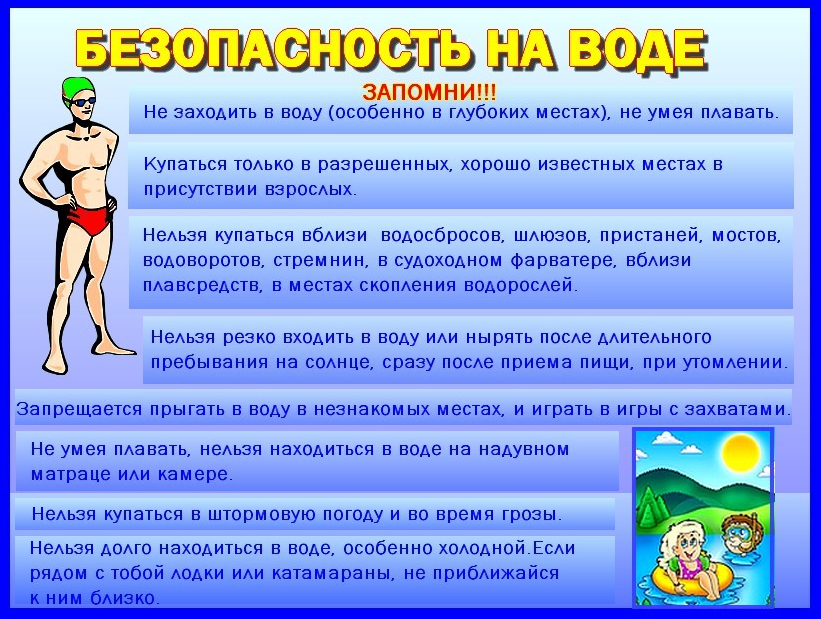 БЕЗОПАСНОСТЬ НА ВОДЕ
ЗАПОМНИ!!!
Не заходить в воду (особенно в глубоких местах), не умея плавать.
Купаться только в разрешенных, хорошо известных местах в
присутствии взрослых.
Нельзя купаться вблизи водосбросов, шлюзов, пристаней, мостов,
водоворотов, стремнин, в судоходном фарватере, вблизи
плавсредств, в местах скопления водорослей.
Нельзя резко входить в воду или нырять после длительного
пребывания на солнце, сразу после приема пищи, при утомлении.
Запрещается прыгать в воду в незнакомых местах, и играть в игры с захватами.
Не умея плавать, нельзя находиться в воде на надувном
матраце или камере.
Нельзя купаться в штормовую погоду и во время грозы.
Нельзя долго находиться в воде, особенно холодной.Если
рядом с тобой лодки или катамараны, не приближайся
к ним близко.